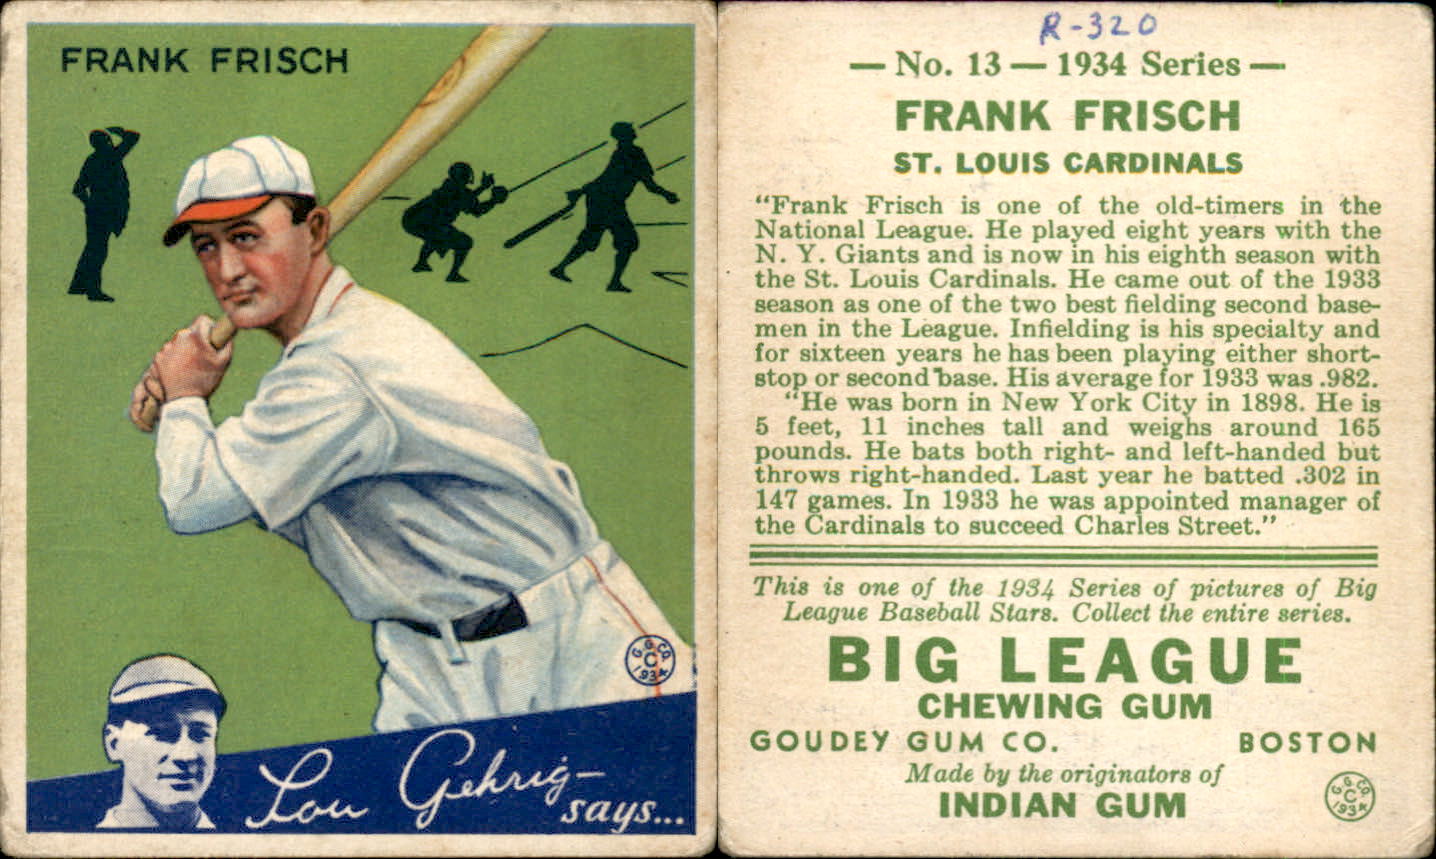 FRANK FRISCH
G.G.CO.
C
1934
Lou Gehrig—
says...
R-320
— No. 13 — 1934 Series —
FRANK FRISCH
ST. LOUIS CARDINALS
“Frank Frisch is one of the old-timers in the
National League. He played eight years with the
N. Y. Giants and is now in his eighth season with
the St. Louis Cardinals. He came out of the 1933
season as one of the two best fielding second base-
men in the League. Infielding is his specialty and
for sixteen years he has been playing either short-
stop or second base. His average for 1933 was .982.
“He was born in New York City in 1898. He is
5 feet, 11 inches tall and weighs around 165
pounds. He bats both right- and left-handed but
throws right-handed. Last year he batted .302 in
147 games. In 1933 he was appointed manager of
the Cardinals to succeed Charles Street.”
This is one of the 1934 Series of pictures of Big
League Baseball Stars. Collect the entire series.
BIG LEAGUE
CHEWING GUM
GOUDEY GUM CO. BOSTON
Made by the originators of
INDIAN GUM
G.G.CO.
C
1934